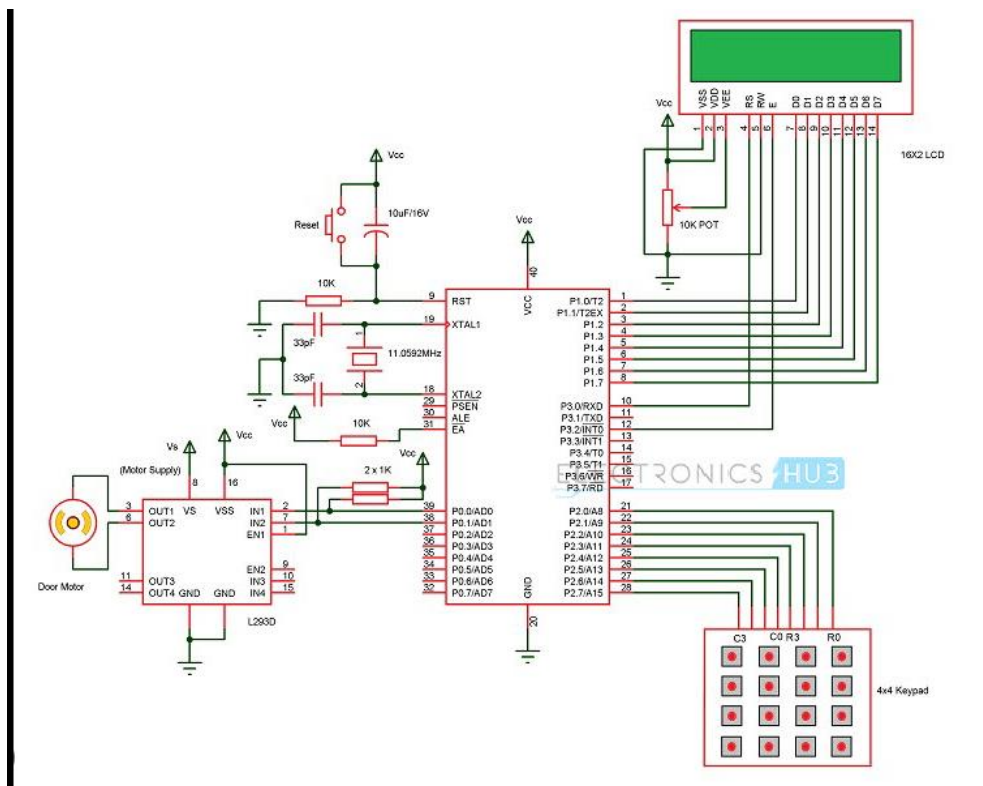 VSS
VDD
VEE
RS
RW
E
D0
D1
D2
D3
D4
D5
D6
D7
Vcc
1
2
3
4
5
6
7
8
9
10
11
12
13
14
16X2 LCD
10K POT
Vcc
Reset
10uF/16V
10K
33pF
11.0592MHz
1
2
33pF
Vcc
10K
Vcc
40
VCC
9 RST
19 XTAL1
18 XTAL2
29 PSEN
30 ALE
31 EA
39 P0.0/AD0
38 P0.1/AD1
37 P0.2/AD2
36 P0.3/AD3
35 P0.4/AD4
34 P0.5/AD5
33 P0.6/AD6
32 P0.7/AD7
P1.0/T2 1
P1.1/T2EX 2
P1.2 3
P1.3 4
P1.4 5
P1.5 6
P1.6 7
P1.7 8
P3.0/RXD 10
P3.1/TXD 11
P3.2/INT0 12
P3.3/INT1 13
P3.4/T0 14
P3.5/T1 15
P3.6/WR 16
P3.7/RD 17
P2.0/A8 21
P2.1/A9 22
P2.2/A10 23
P2.3/A11 24
P2.4/A12 25
P2.5/A13 26
P2.6/A14 27
P2.7/A15 28
GND
20
HUB
Vs
(Motor Supply)
Vcc
Vcc
2 x 1K
8
16
3 OUT1
6 OUT2
11 OUT3
14 OUT4
VS
VSS
IN1 2
IN2 7
EN1 1
EN2 9
IN3 10
IN4 15
GND
GND
L293D
Door Motor
C3
C0
R3
R0
4x4 Keypad